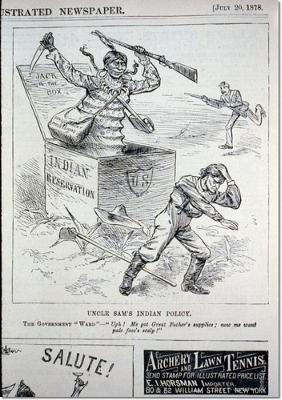 USTRATED NEWSPAPER.
[JULY 20, 1878.
JACK
IN THE
BOX
INDIAN
RESERVATION
U S
UNCLE SAM'S INDIAN POLICY.
THE GOVERNMENT "WARD"—"Ugh! Me got Great Father's supplies; now me want
pale face's scalp!"
SALUTE!
ARCHERY
AND
LAWN TENNIS.
SEND STAMP FOR ILLUSTRATED PRICE LIST
E.I.HORSMAN IMPORTER.
80 & 82 WILLIAM STREET NEW YORK